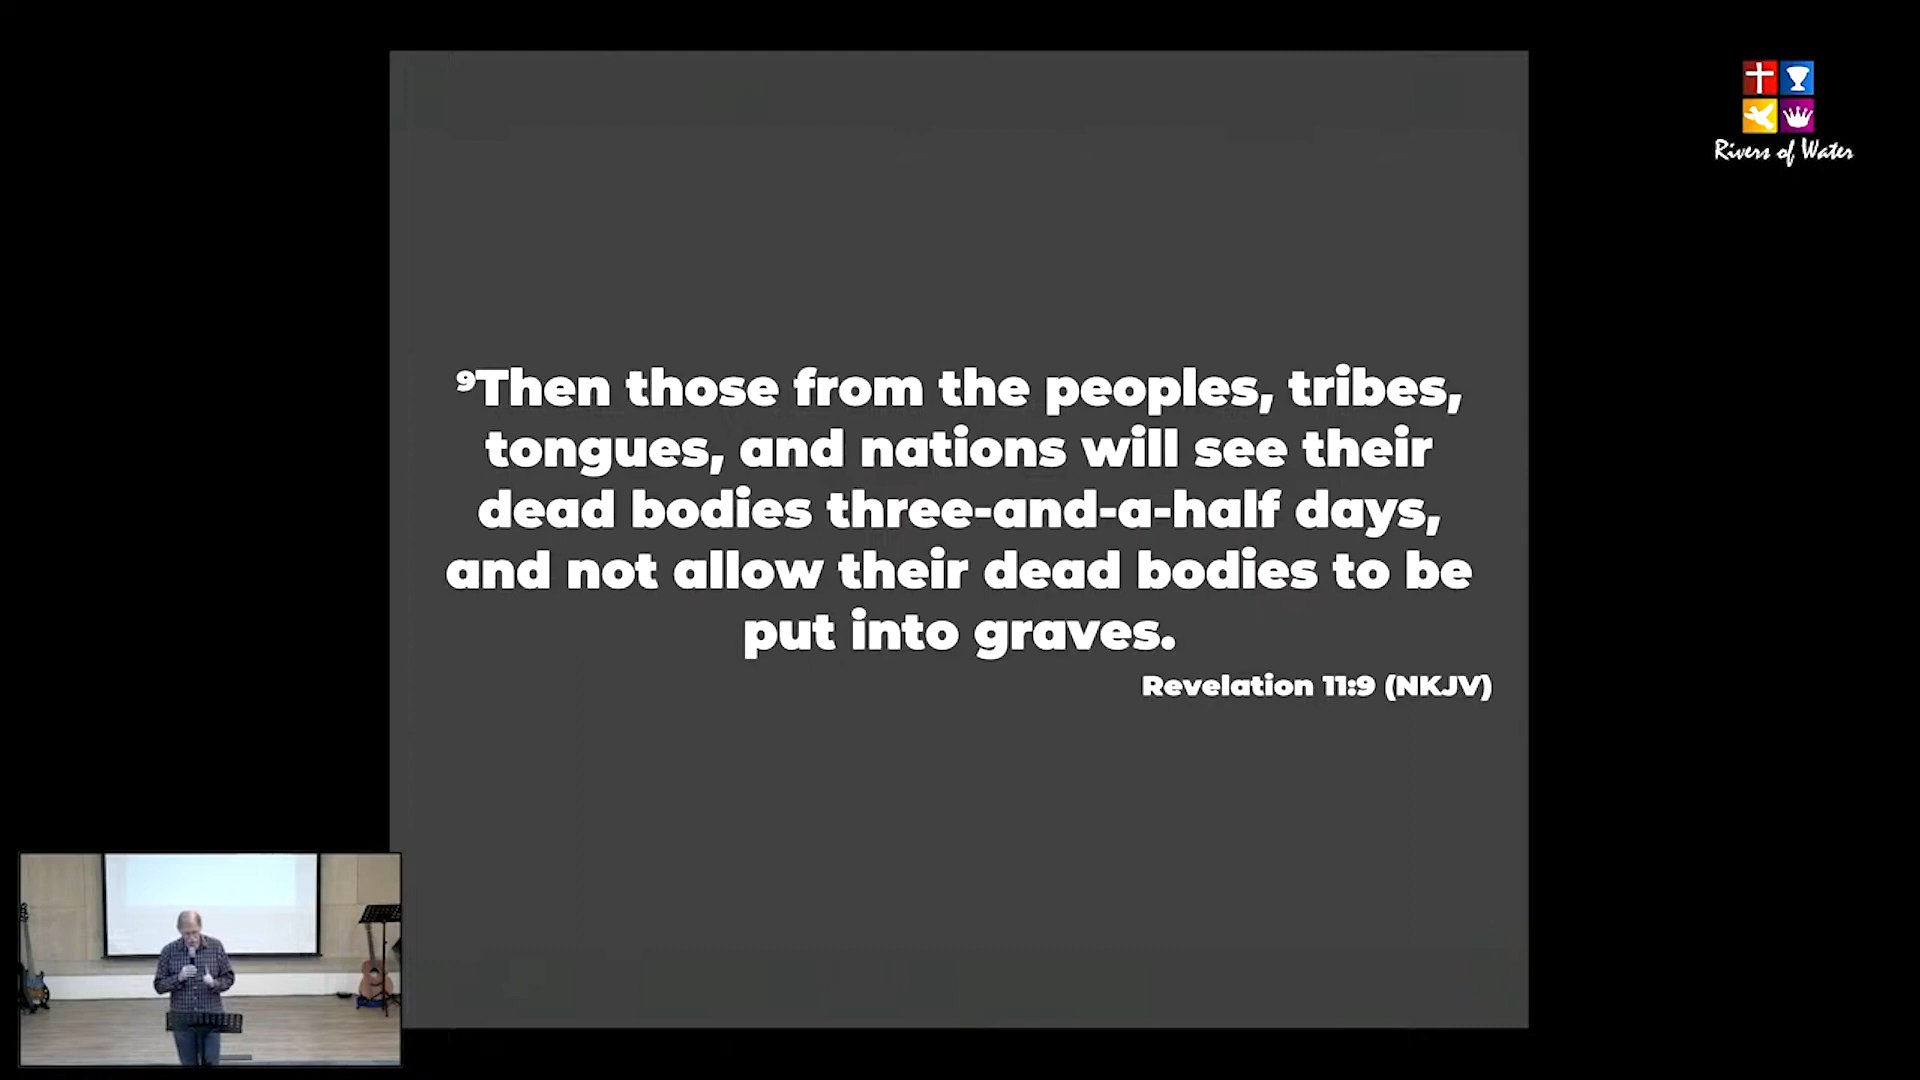 Rivers of Water
⁹Then those from the peoples, tribes,
tongues, and nations will see their
dead bodies three-and-a-half days,
and not allow their dead bodies to be
put into graves.
Revelation 11:9 (NKJV)